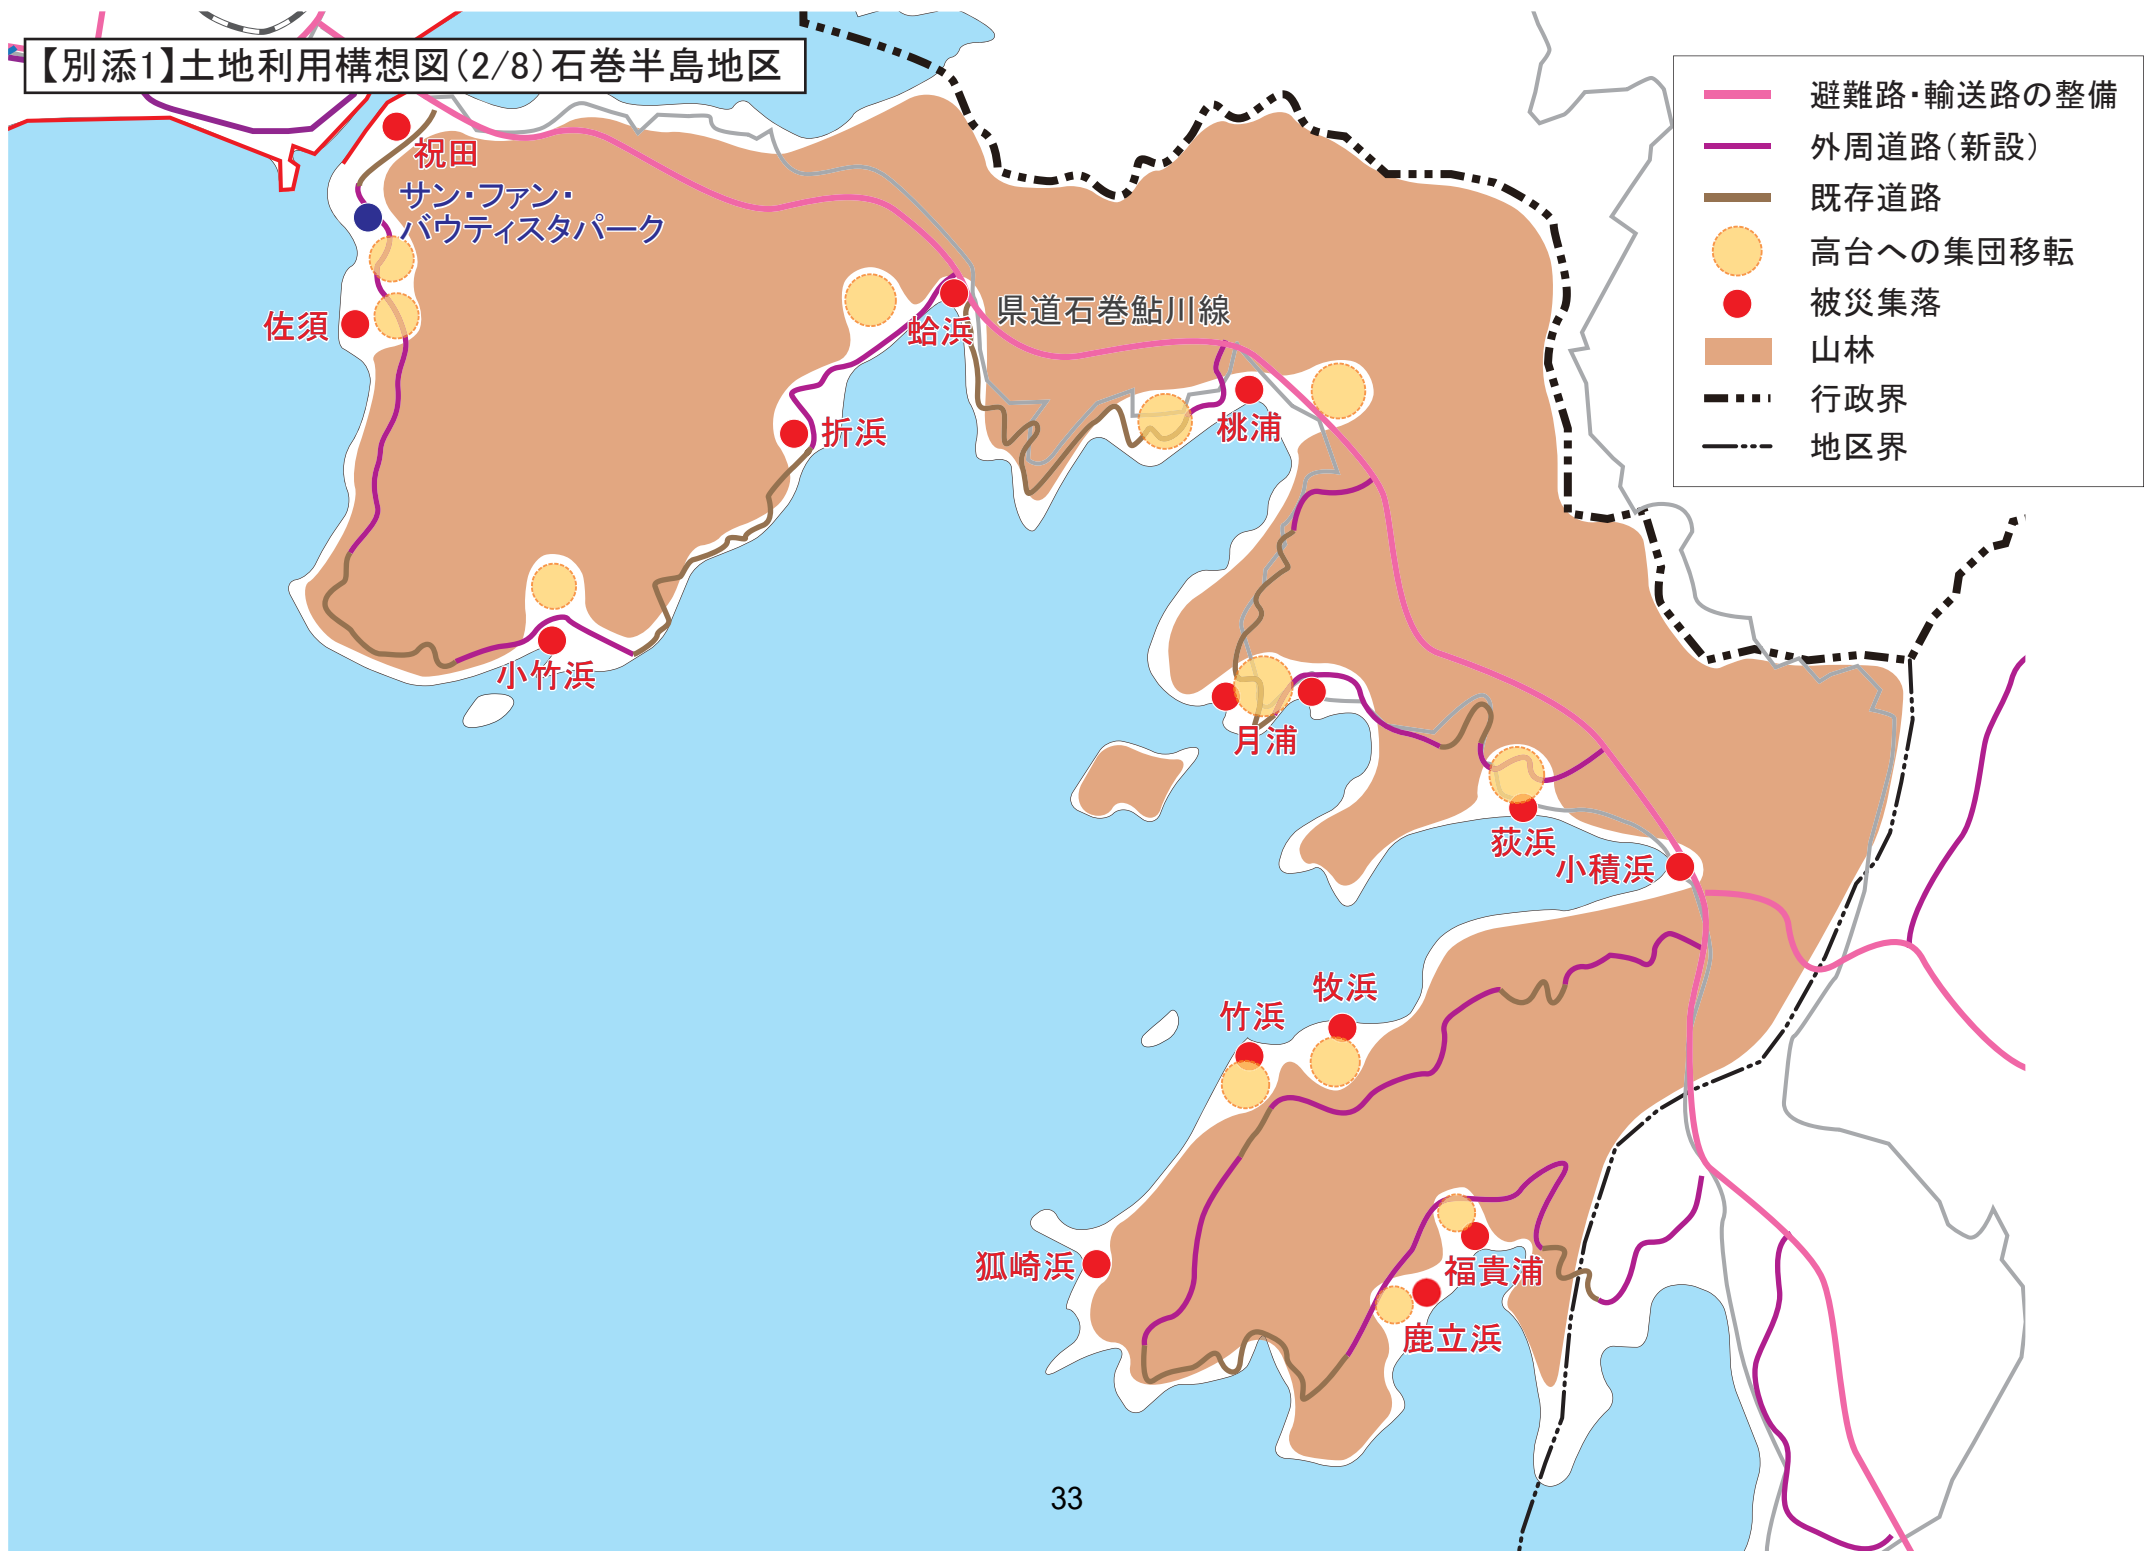 【別添1】土地利用構想図(2/8)石巻半島地区
避難路・輸送路の整備
外周道路(新設)
既存道路
高台への集団移転
被災集落
山林
行政界
地区界
祝田
サン・ファン・
バウティスタパーク
佐須
蛤浜
県道石巻鮎川線
折浜
桃浦
小竹浜
月浦
荻浜
小積浜
牧浜
竹浜
狐崎浜
福貴浦
鹿立浜
33